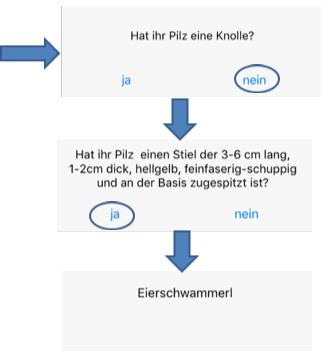 Hat ihr Pilz eine Knolle?
ja nein
Hat ihr Pilz einen Stiel der 3-6 cm lang,
1-2cm dick, hellgelb, feinfaserig-schuppig
und an der Basis zugespitzt ist?
ja nein
Eierschwammerl